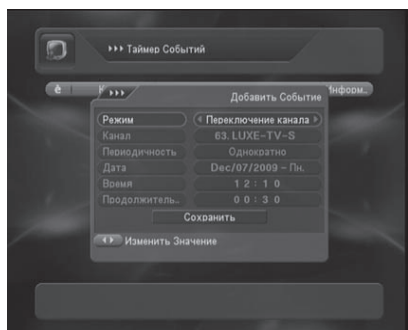 Таймер Событий
Информ..
Добавить Событие
Режим Переключение канала
Канал 63. LUXE-TV-S
Периодичность Однократно
Дата Dec/07/2009 - Пн.
Время 12:10
Продолжитель.. 00:30
Сохранить
Изменить Значение